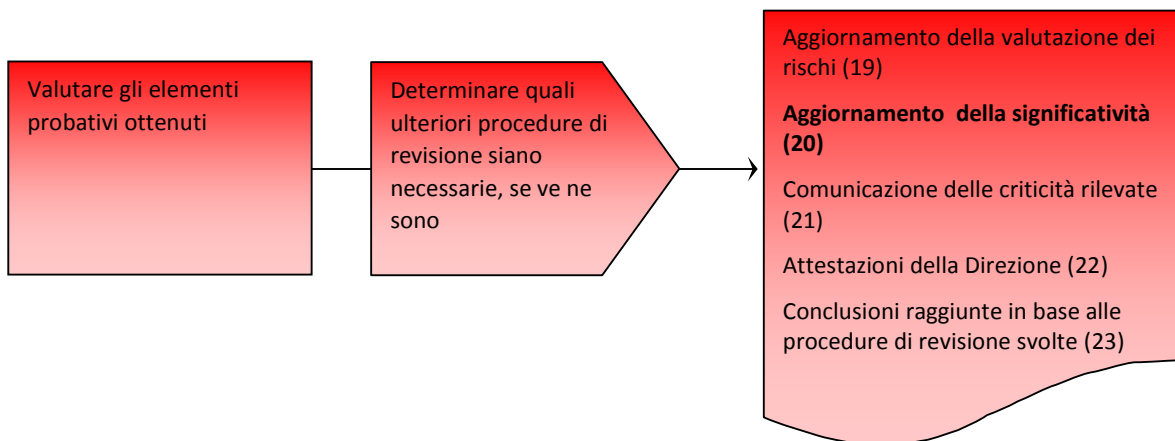 Valutare gli elementi
probativi ottenuti
Determinare quali
ulteriori procedure di
revisione siano
necessarie, se ve ne
sono
Aggiornamento della valutazione dei
rischi (19)
Aggiornamento della significatività
(20)
Comunicazione delle criticità rilevate
(21)
Attestazioni della Direzione (22)
Conclusioni raggiunte in base alle
procedure di revisione svolte (23)